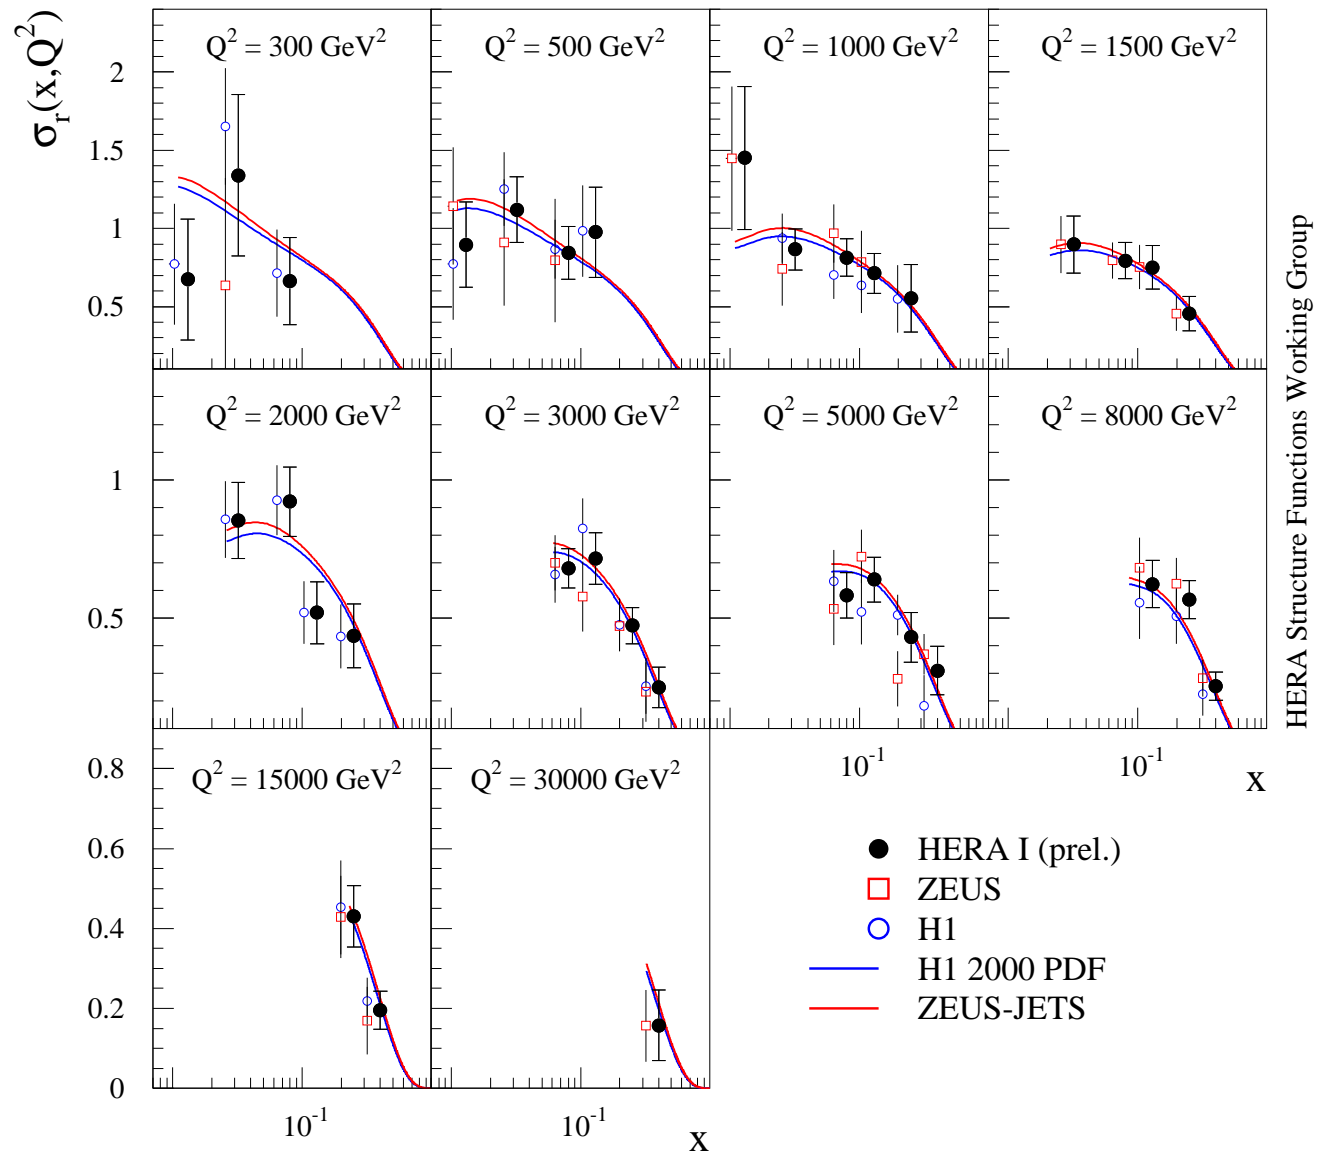 σr(x,Q²)
Q² = 300 GeV²
Q² = 500 GeV²
Q² = 1000 GeV²
Q² = 1500 GeV²
2
1.5
1
0.5
Q² = 2000 GeV²
Q² = 3000 GeV²
Q² = 5000 GeV²
Q² = 8000 GeV²
1
0.5
10⁻¹
10⁻¹
x
Q² = 15000 GeV²
Q² = 30000 GeV²
0.8
0.6
0.4
0.2
0
10⁻¹
10⁻¹
x
HERA I (prel.)
ZEUS
H1
H1 2000 PDF
ZEUS-JETS
HERA Structure Functions Working Group